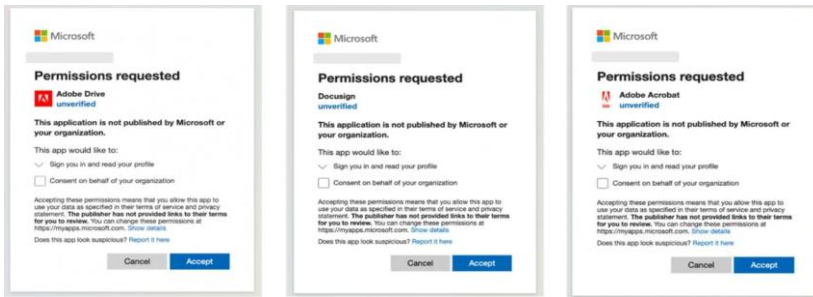 Microsoft
Permissions requested
Adobe Drive
unverified
This application is not published by Microsoft or
your organization.
This app would like to:
Sign you in and read your profile
Consent on behalf of your organization
Accepting these permissions means that you allow this app to
use your data as specified in their terms of service and privacy
statement. The publisher has not provided links to their terms
for you to review. You can change these permissions at
https://myapps.microsoft.com. Show details
Does this app look suspicious? Report it here
Cancel Accept
Microsoft
Permissions requested
Docusign
unverified
This application is not published by Microsoft or
your organization.
This app would like to:
Sign you in and read your profile
Consent on behalf of your organization
Accepting these permissions means that you allow this app to
use your data as specified in their terms of service and privacy
statement. The publisher has not provided links to their terms
for you to review. You can change these permissions at
https://myapps.microsoft.com. Show details
Does this app look suspicious? Report it here
Cancel Accept
Microsoft
Permissions requested
Adobe Acrobat
unverified
This application is not published by Microsoft or
your organization.
This app would like to:
Sign you in and read your profile
Consent on behalf of your organization
Accepting these permissions means that you allow this app to
use your data as specified in their terms of service and privacy
statement. The publisher has not provided links to their terms
for you to review. You can change these permissions at
https://myapps.microsoft.com. Show details
Does this app look suspicious? Report it here
Cancel Accept